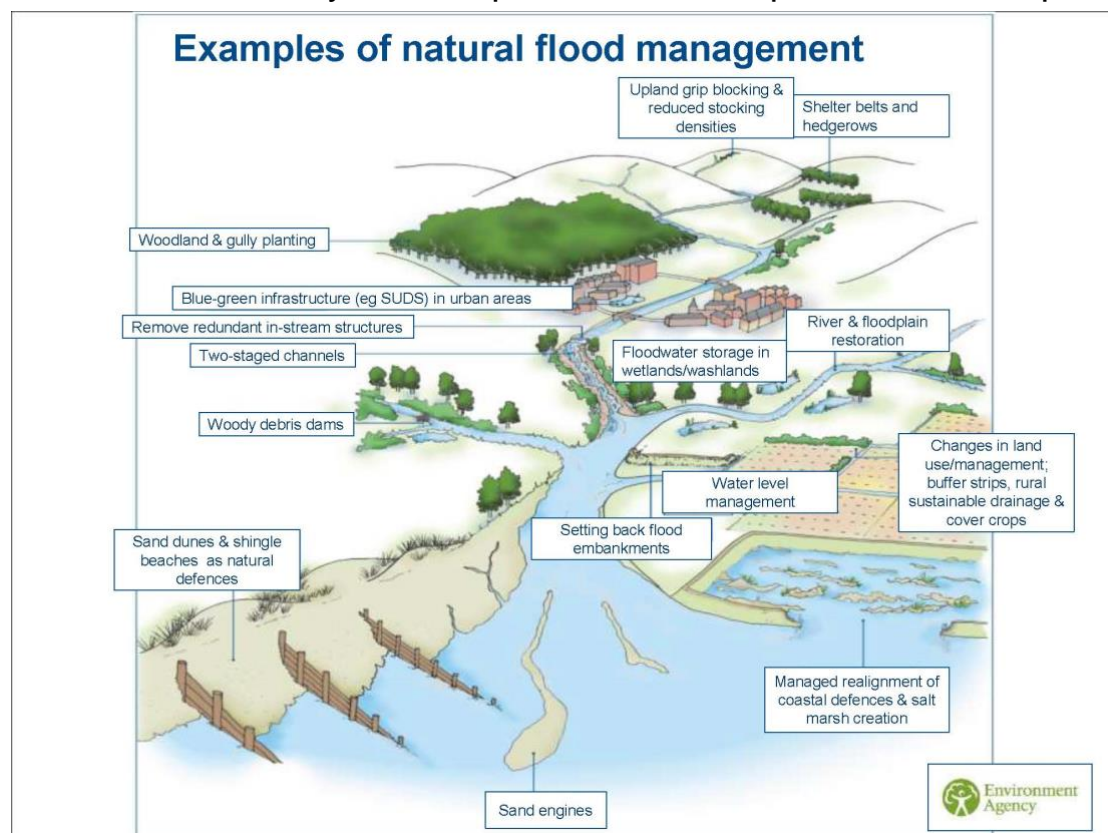 Examples of natural flood management
Upland grip blocking &
reduced stocking
densities
Shelter belts and
hedgerows
Woodland & gully planting
Blue-green infrastructure (eg SUDS) in urban areas
Remove redundant in-stream structures
Two-staged channels
River & floodplain
restoration
Floodwater storage in
wetlands/washlands
Woody debris dams
Changes in land
use/management;
buffer strips, rural
sustainable drainage &
cover crops
Water level
management
Setting back flood
embankments
Sand dunes & shingle
beaches as natural
defences
Managed realignment of
coastal defences & salt
marsh creation
Sand engines
Environment
Agency